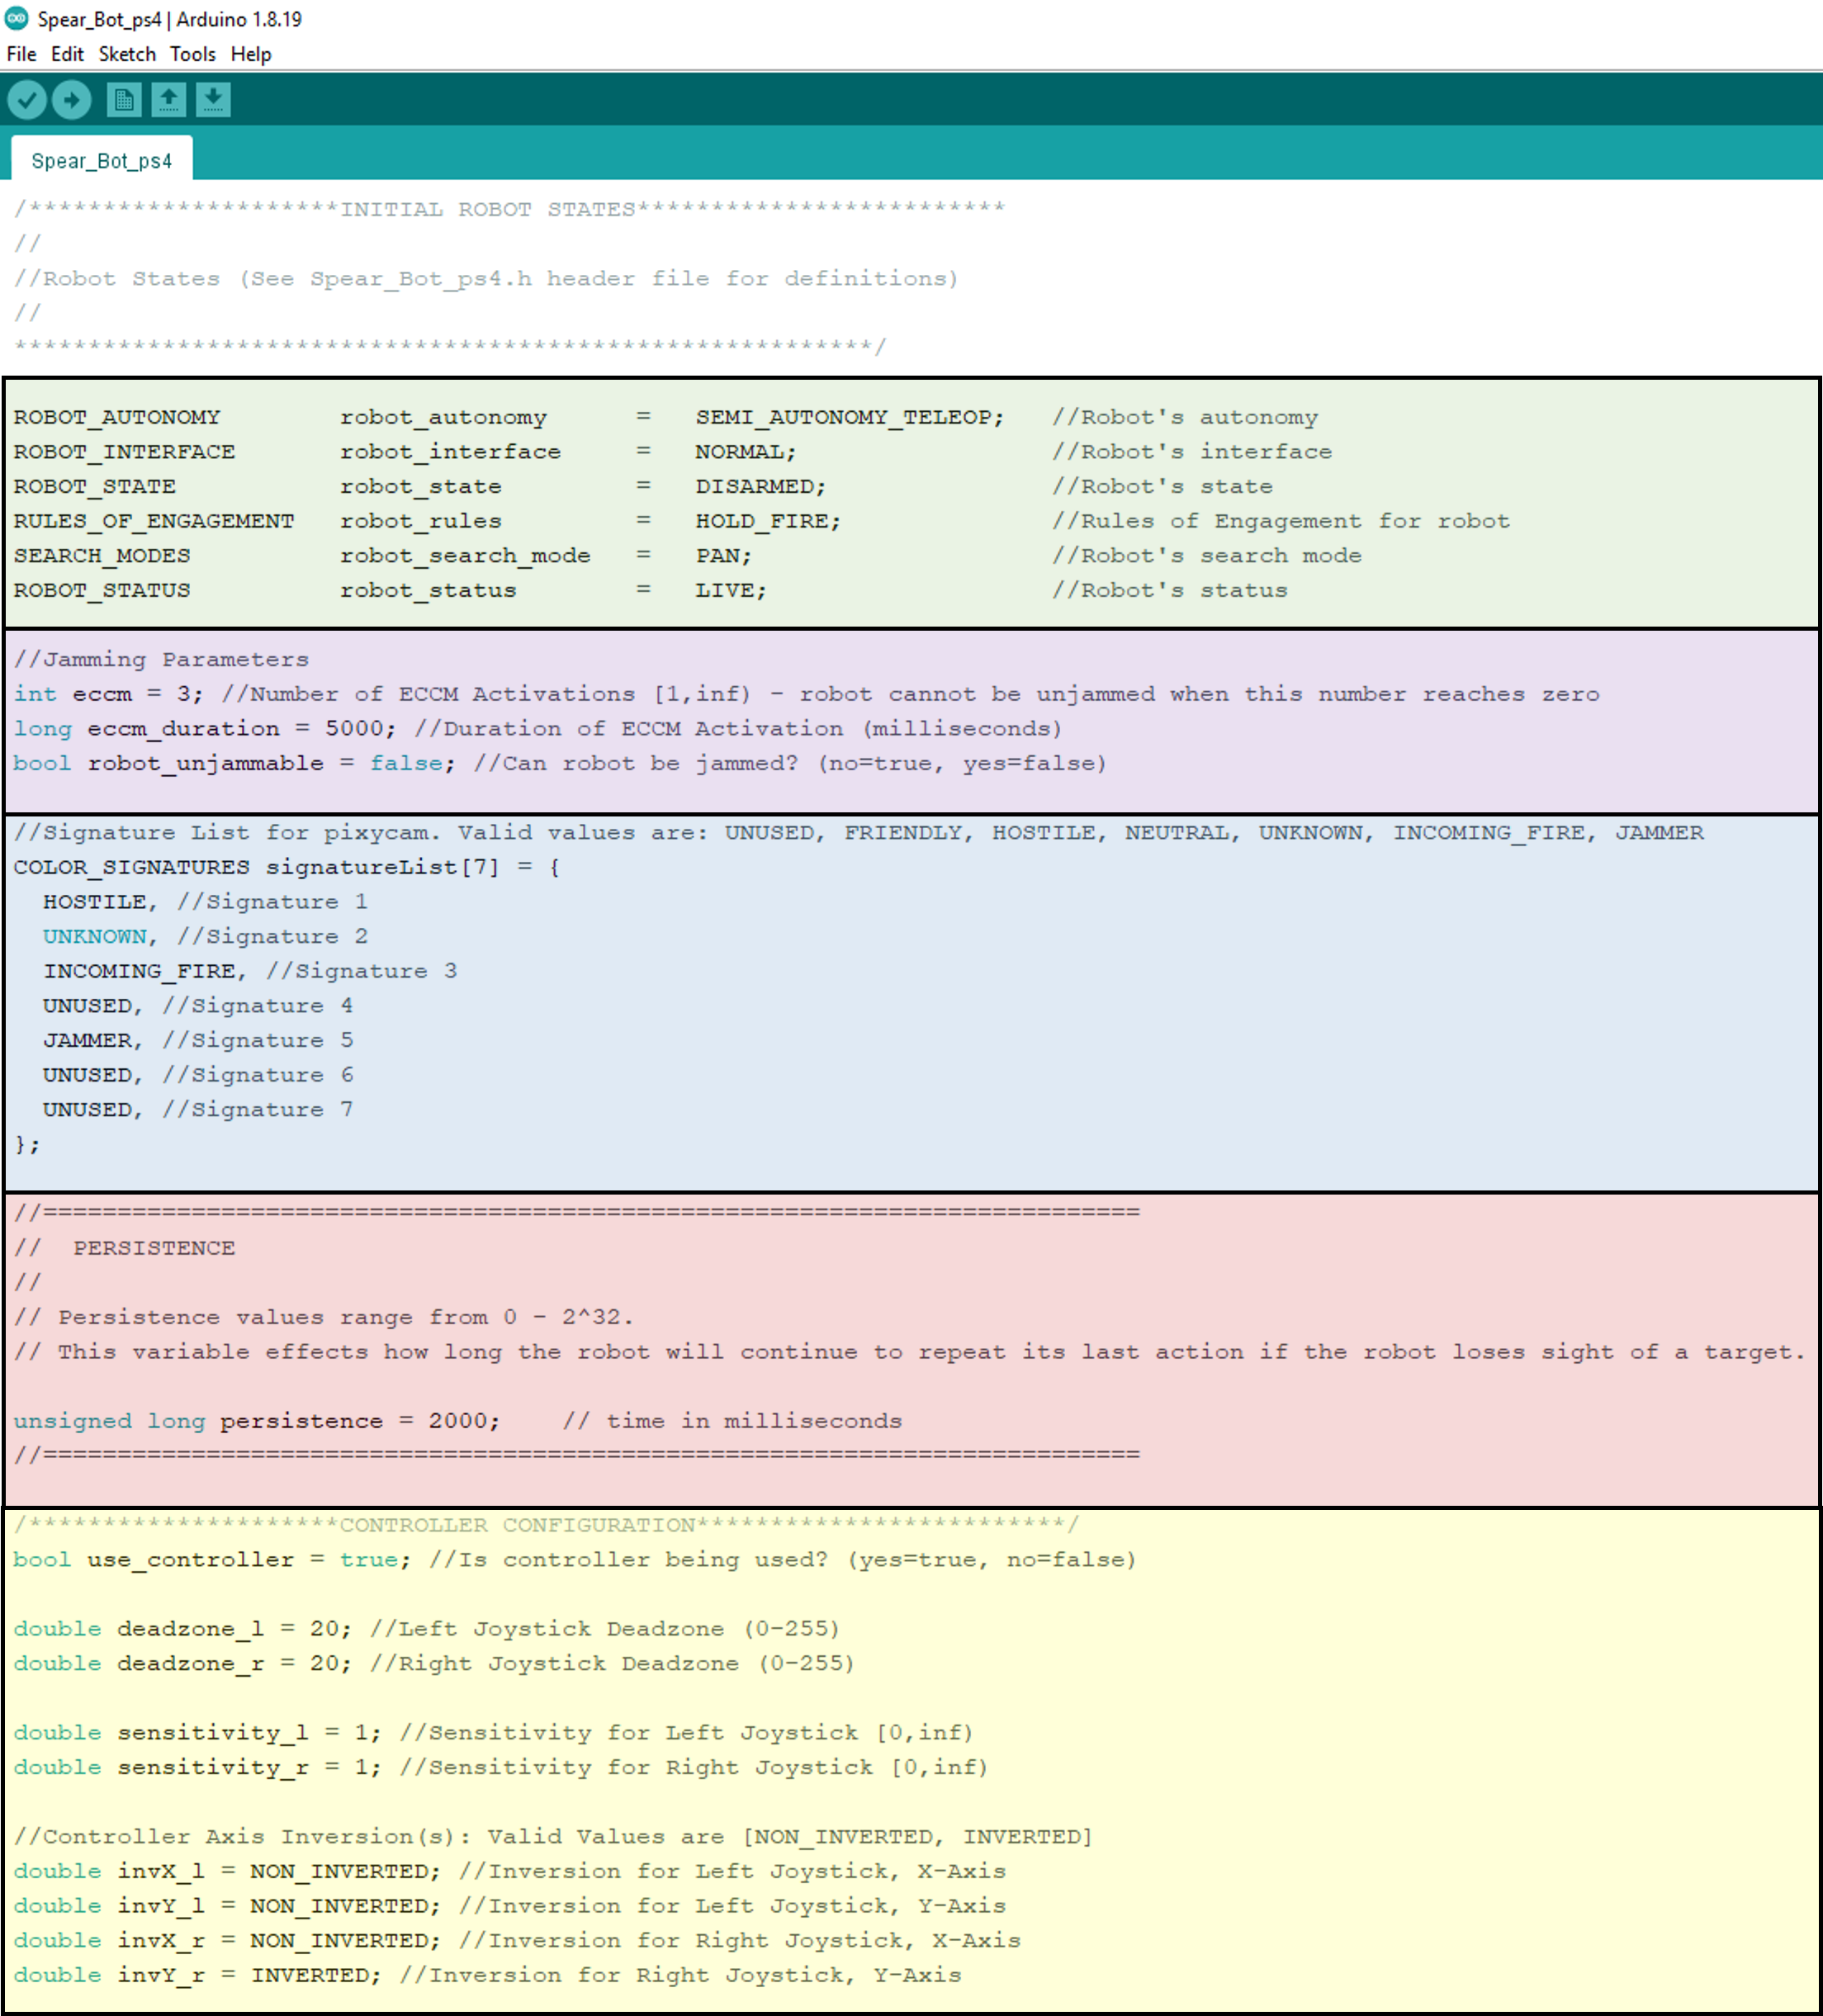 Spear_Bot_ps4 | Arduino 1.8.19
File Edit Sketch Tools Help
Spear_Bot_ps4
/*********************INITIAL ROBOT STATES*************************
//
//Robot States (See Spear_Bot_ps4.h header file for definitions)
//
**********************************************************/
ROBOT_AUTONOMY robot_autonomy = SEMI_AUTONOMY_TELEOP; //Robot's autonomy
ROBOT_INTERFACE robot_interface = NORMAL; //Robot's interface
ROBOT_STATE robot_state = DISARMED; //Robot's state
RULES_OF_ENGAGEMENT robot_rules = HOLD_FIRE; //Rules of Engagement for robot
SEARCH_MODES robot_search_mode = PAN; //Robot's search mode
ROBOT_STATUS robot_status = LIVE; //Robot's status
//Jamming Parameters
int eccm = 3; //Number of ECCM Activations [1,inf) - robot cannot be unjammed when this number reaches zero
long eccm_duration = 5000; //Duration of ECCM Activation (milliseconds)
bool robot_unjammable = false; //Can robot be jammed? (no=true, yes=false)
//Signature List for pixycam. Valid values are: UNUSED, FRIENDLY, HOSTILE, NEUTRAL, UNKNOWN, INCOMING_FIRE, JAMMER
COLOR_SIGNATURES signatureList[7] = {
HOSTILE, //Signature 1
UNKNOWN, //Signature 2
INCOMING_FIRE, //Signature 3
UNUSED, //Signature 4
JAMMER, //Signature 5
UNUSED, //Signature 6
UNUSED, //Signature 7
};
//==========================================================================
// PERSISTENCE
//
// Persistence values range from 0 - 2^32.
// This variable effects how long the robot will continue to repeat its last action if the robot loses sight of a target.
unsigned long persistence = 2000; // time in milliseconds
//==========================================================================
/*********************CONTROLLER CONFIGURATION*************************/
bool use_controller = true; //Is controller being used? (yes=true, no=false)
double deadzone_l = 20; //Left Joystick Deadzone (0-255)
double deadzone_r = 20; //Right Joystick Deadzone (0-255)
double sensitivity_l = 1; //Sensitivity for Left Joystick [0,inf)
double sensitivity_r = 1; //Sensitivity for Right Joystick [0,inf)
//Controller Axis Inversion(s): Valid Values are [NON_INVERTED, INVERTED]
double invX_l = NON_INVERTED; //Inversion for Left Joystick, X-Axis
double invY_l = NON_INVERTED; //Inversion for Left Joystick, Y-Axis
double invX_r = NON_INVERTED; //Inversion for Right Joystick, X-Axis
double invY_r = INVERTED; //Inversion for Right Joystick, Y-Axis